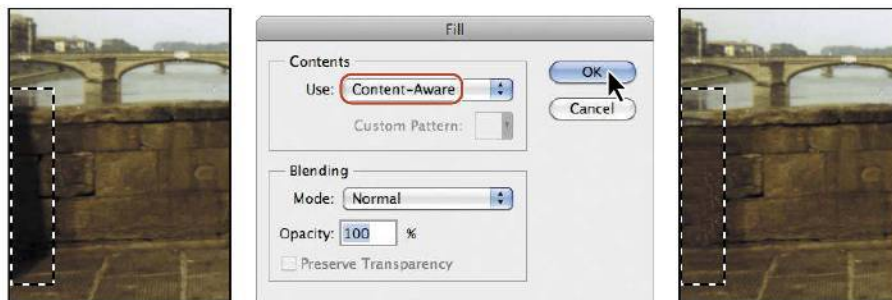 Fill
Contents
Use: Content-Aware
OK
Custom Pattern:
Cancel
Blending
Mode: Normal
Opacity: 100 %
Preserve Transparency